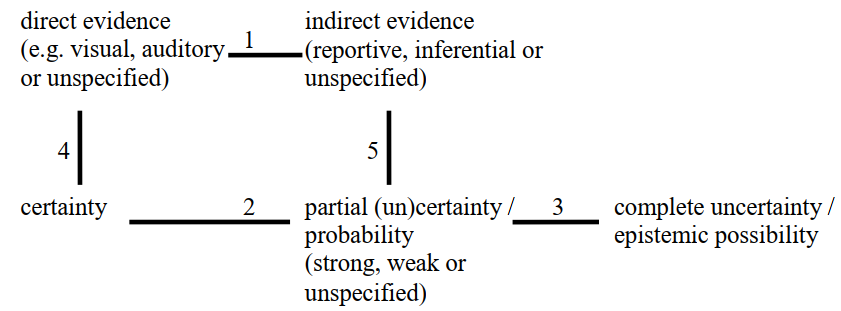 direct evidence
(e.g. visual, auditory
or unspecified)
1
indirect evidence
(reportive, inferential or
unspecified)
4
5
certainty
2
partial (un)certainty /
probability
(strong, weak or
unspecified)
3
complete uncertainty /
epistemic possibility